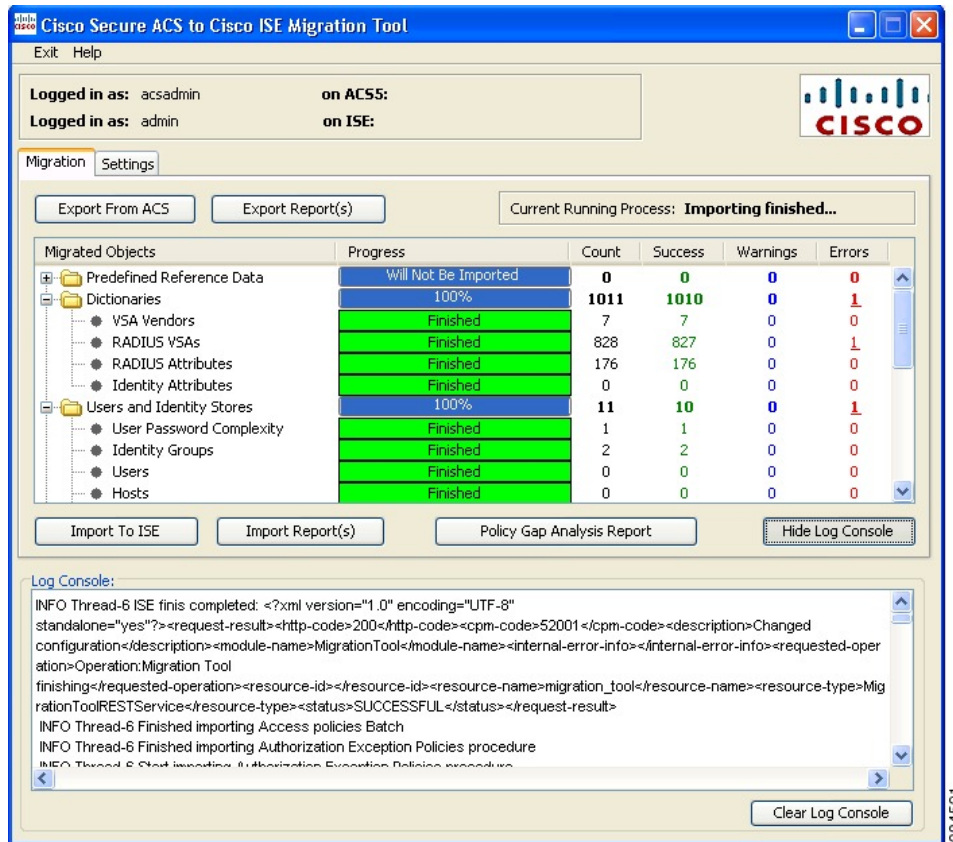 Cisco Secure ACS to Cisco ISE Migration Tool
Exit Help
Logged in as: acsadmin on ACS5:
Logged in as: admin on ISE:
CISCO
Migration Settings
Export From ACS Export Report(s) Current Running Process: Importing finished...
Migrated Objects Progress Count Success Warnings Errors
Predefined Reference Data Will Not Be Imported 0 0 0 0
Dictionaries 100% 1011 1010 0 1
VSA Vendors Finished 7 7 0 0
RADIUS VSAs Finished 828 827 0 1
RADIUS Attributes Finished 176 176 0 0
Identity Attributes Finished 0 0 0 0
Users and Identity Stores 100% 11 10 0 1
User Password Complexity Finished 1 1 0 0
Identity Groups Finished 2 2 0 0
Users Finished 0 0 0 0
Hosts Finished 0 0 0 0
Import To ISE Import Report(s) Policy Gap Analysis Report Hide Log Console
Log Console:
INFO Thread-6 ISE finis completed: <?xml version="1.0" encoding="UTF-8"
standalone="yes"?><request-result><http-code>200</http-code><cpm-code>52001</cpm-code><description>Changed
configuration</description><module-name>MigrationTool</module-name><internal-error-info></internal-error-info><requested-oper
ation>Operation:Migration Tool
finishing</requested-operation><resource-id></resource-id><resource-name>migration_tool</resource-name><resource-type>Mig
rationToolRESTService</resource-type><status>SUCCESSFUL</status></request-result>
INFO Thread-6 Finished importing Access policies Batch
INFO Thread-6 Finished importing Authorization Exception Policies procedure
INFO Thread-6 Start importing Authorization Exception Policies procedure
Clear Log Console